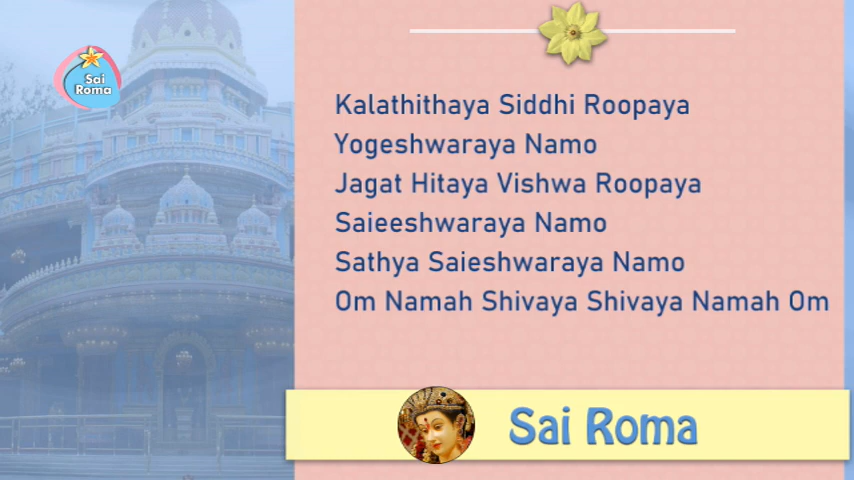 Sai
Roma
Kalathithaya Siddhi Roopaya
Yogeshwaraya Namo
Jagat Hitaya Vishwa Roopaya
Saieeshwaraya Namo
Sathya Saieshwaraya Namo
Om Namah Shivaya Shivaya Namah Om
Sai Roma